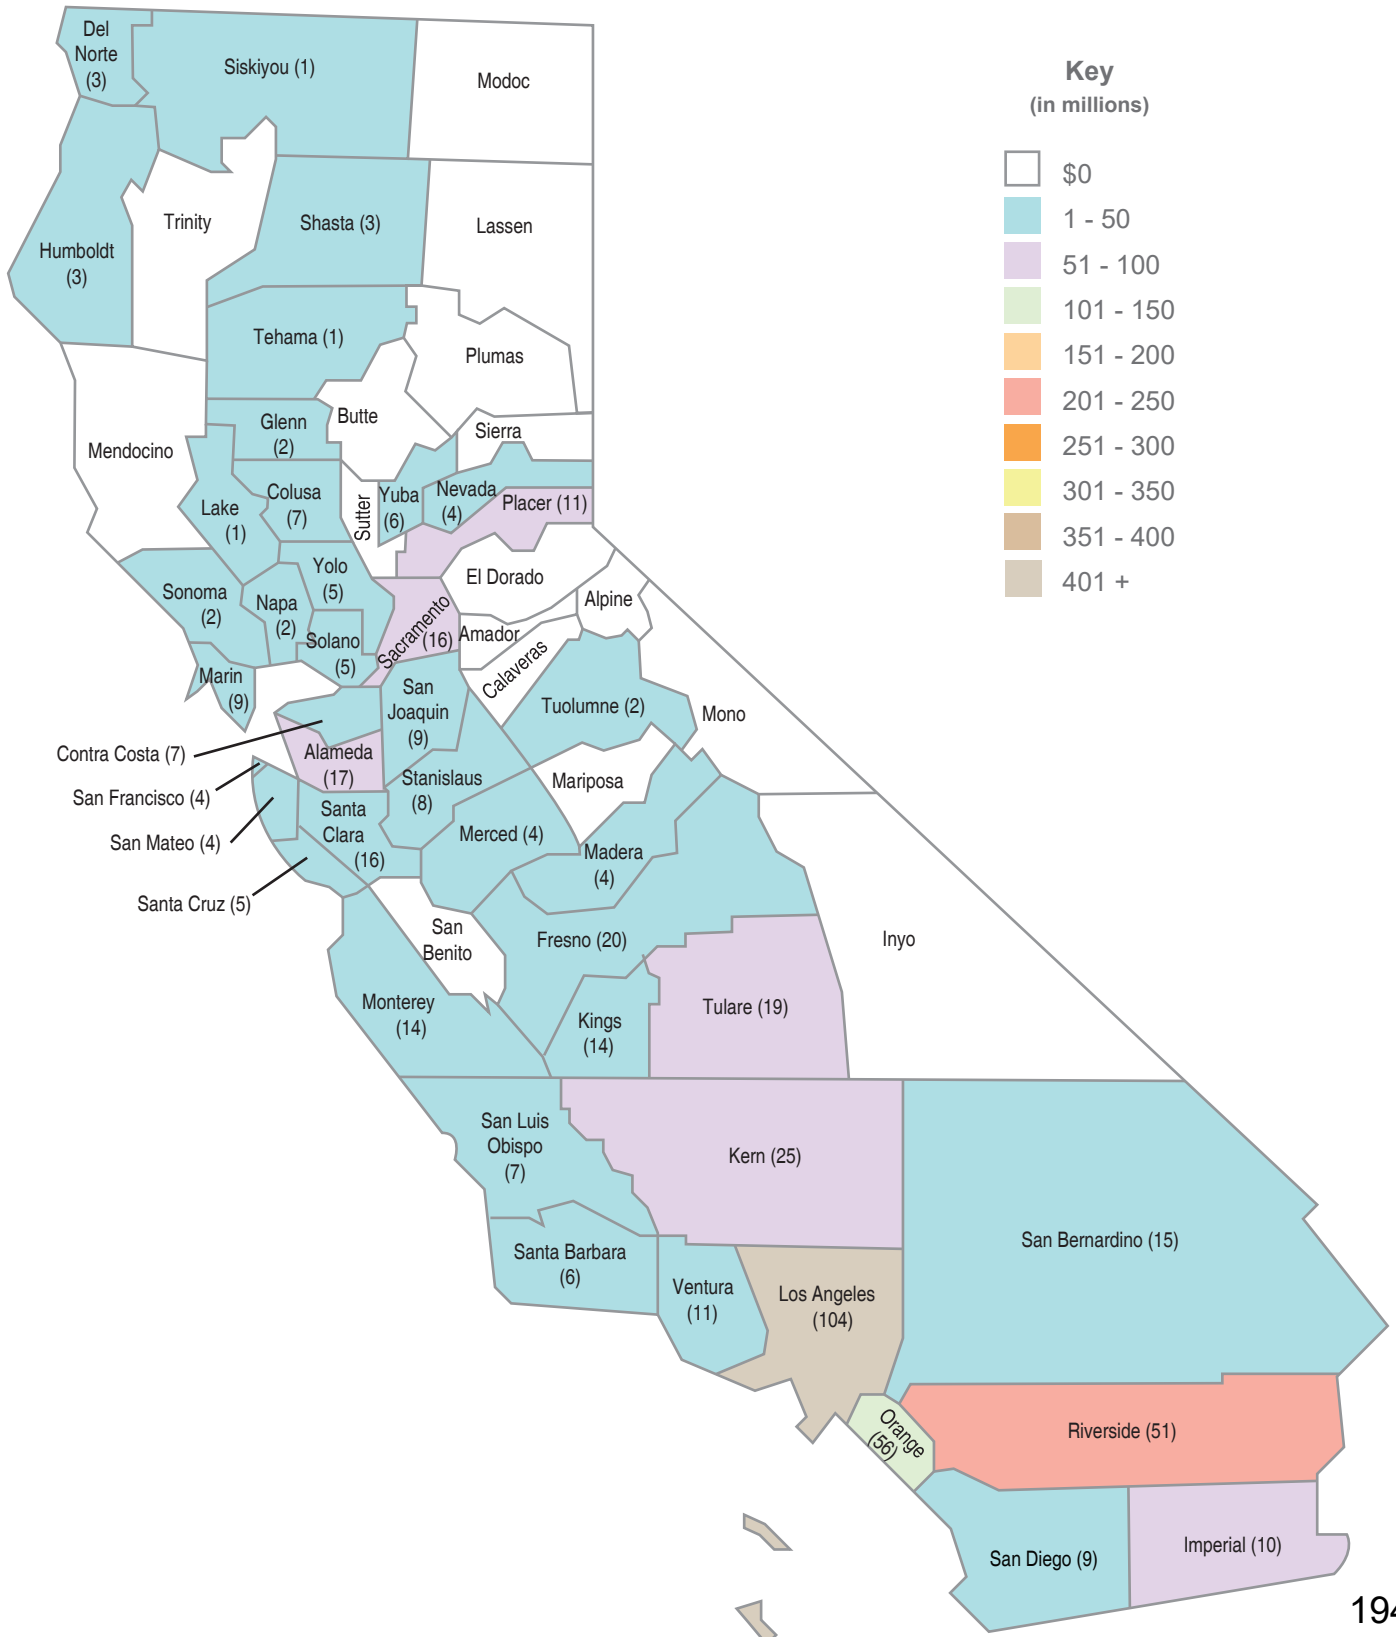 Del
Norte
(3)
Siskiyou (1)
Modoc
Key
(in millions)
$0
1 - 50
51 - 100
101 - 150
151 - 200
201 - 250
251 - 300
301 - 350
351 - 400
401 +
Humboldt
(3)
Trinity
Shasta (3)
Lassen
Tehama (1)
Plumas
Mendocino
Glenn
(2)
Butte
Sierra
Lake
(1)
Colusa
(7)
Sutter
Yuba
(6)
Nevada
(4)
Placer (11)
Sonoma
(2)
Napa
(2)
Yolo
(5)
Solano
(5)
Sacramento
(16)
El Dorado
Amador
Alpine
Calaveras
Marin
(9)
San
Joaquin
(9)
Tuolumne (2)
Mono
Contra Costa (7)
Alameda
(17)
Stanislaus
(8)
Mariposa
San Francisco (4)
San Mateo (4)
Santa
Clara
(16)
Merced (4)
Madera
(4)
Santa Cruz (5)
San
Benito
Fresno (20)
Inyo
Monterey
(14)
Kings
(14)
Tulare (19)
San Luis
Obispo
(7)
Kern (25)
San Bernardino (15)
Santa Barbara
(6)
Ventura
(11)
Los Angeles
(104)
Orange
(56)
Riverside (51)
San Diego (9)
Imperial (10)
194